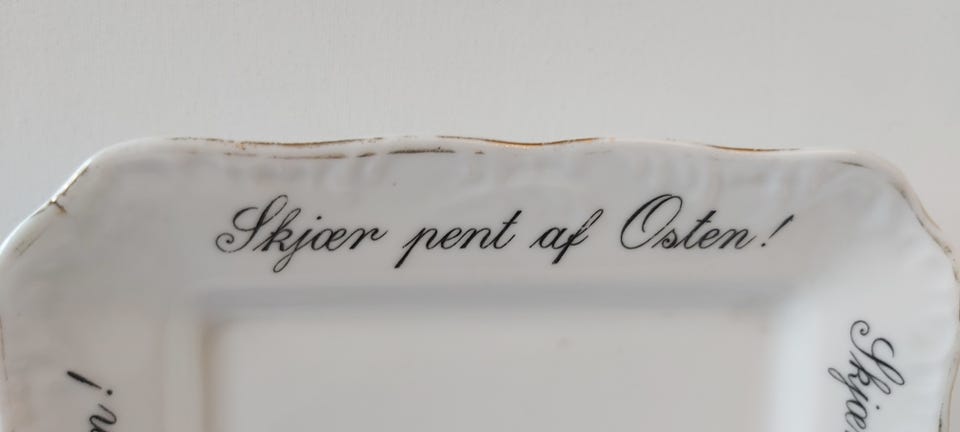 Skjær pent af Osten!